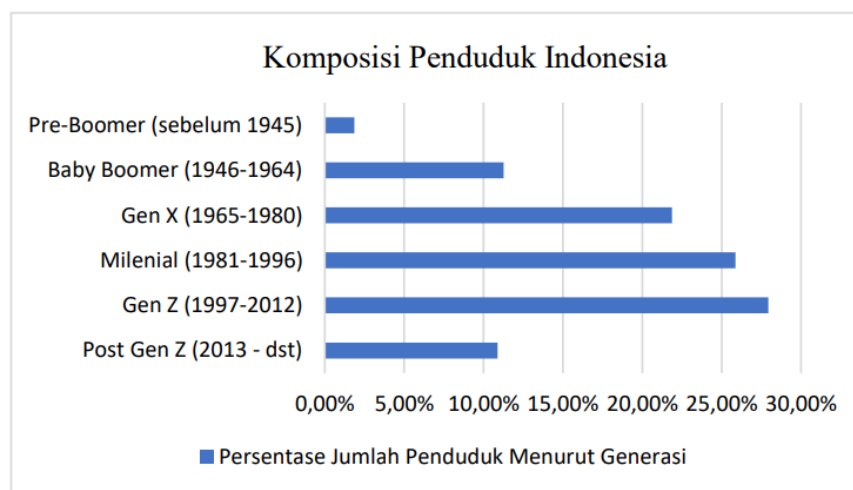 Komposisi Penduduk Indonesia
Pre-Boomer (sebelum 1945)
Baby Boomer (1946-1964)
Gen X (1965-1980)
Milenial (1981-1996)
Gen Z (1997-2012)
Post Gen Z (2013 - dst)
0,00% 5,00% 10,00% 15,00% 20,00% 25,00% 30,00%
Persentase Jumlah Penduduk Menurut Generasi